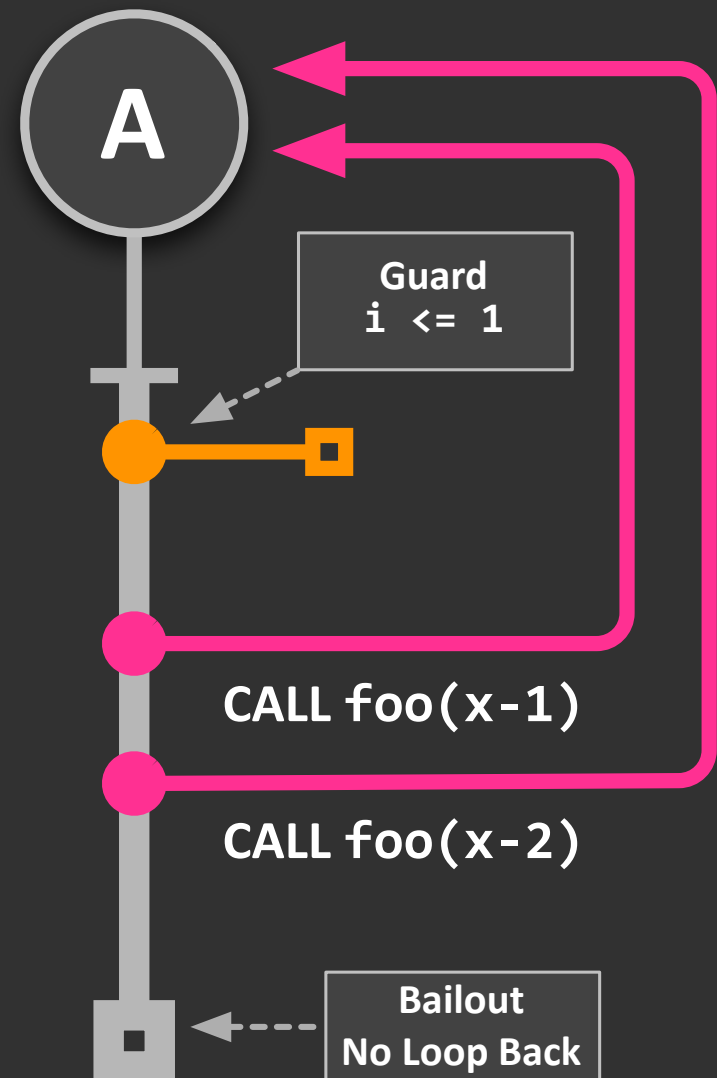 A
Guard
i <= 1
CALL foo(x-1)
CALL foo(x-2)
Bailout
No Loop Back